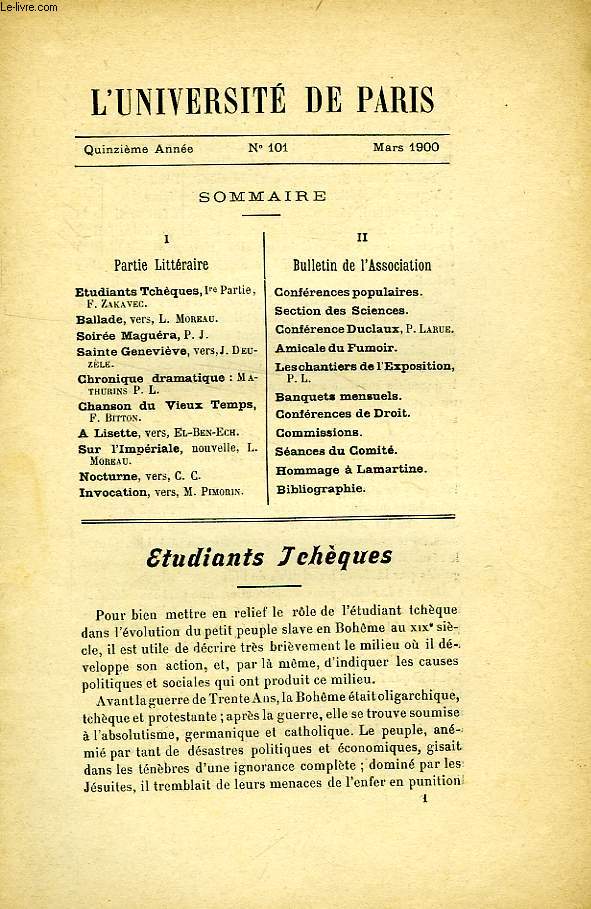 Le-livre.com
L'UNIVERSITÉ DE PARIS
Quinzième Année N° 101 Mars 1900
SOMMAIRE
I
Partie Littéraire
Etudiants Tchèques, Ire Partie,
F. ZAKAVEC.
Ballade, vers, L. MOREAU.
Soirée Maguéra, P. J.
Sainte Geneviève, vers, J. DEU-
ZÈLE.
Chronique dramatique : MA-
THURINS P. L.
Chanson du Vieux Temps,
F. BITTON.
A Lisette, vers, EL-BEN-ECH.
Sur l'Impériale, nouvelle, L.
MOREAU.
Nocturne, vers, C. C.
Invocation, vers, M. PIMORIN.
II
Bulletin de l'Association
Conférences populaires.
Section des Sciences.
Conférence Duclaux, P. LARUE.
Amicale du Fumoir.
Les chantiers de l'Exposition,
P. L.
Banquets mensuels.
Conférences de Droit.
Commissions.
Séances du Comité.
Hommage à Lamartine.
Bibliographie.
Etudiants Tchèques
Pour bien mettre en relief le rôle de l'étudiant tchèque
dans l'évolution du petit peuple slave en Bohême au XIXe siè-
cle, il est utile de décrire très brièvement le milieu où il dé-
veloppe son action, et, par là même, d'indiquer les causes
politiques et sociales qui ont produit ce milieu.
Avant la guerre de Trente Ans, la Bohême était oligarchique,
tchèque et protestante ; après la guerre, elle se trouve soumise
à l'absolutisme, germanique et catholique. Le peuple, ané-
mié par tant de désastres politiques et économiques, gisait
dans les ténèbres d'une ignorance complète ; dominé par les
Jésuites, il tremblait de leurs menaces de l'enfer en punition
1